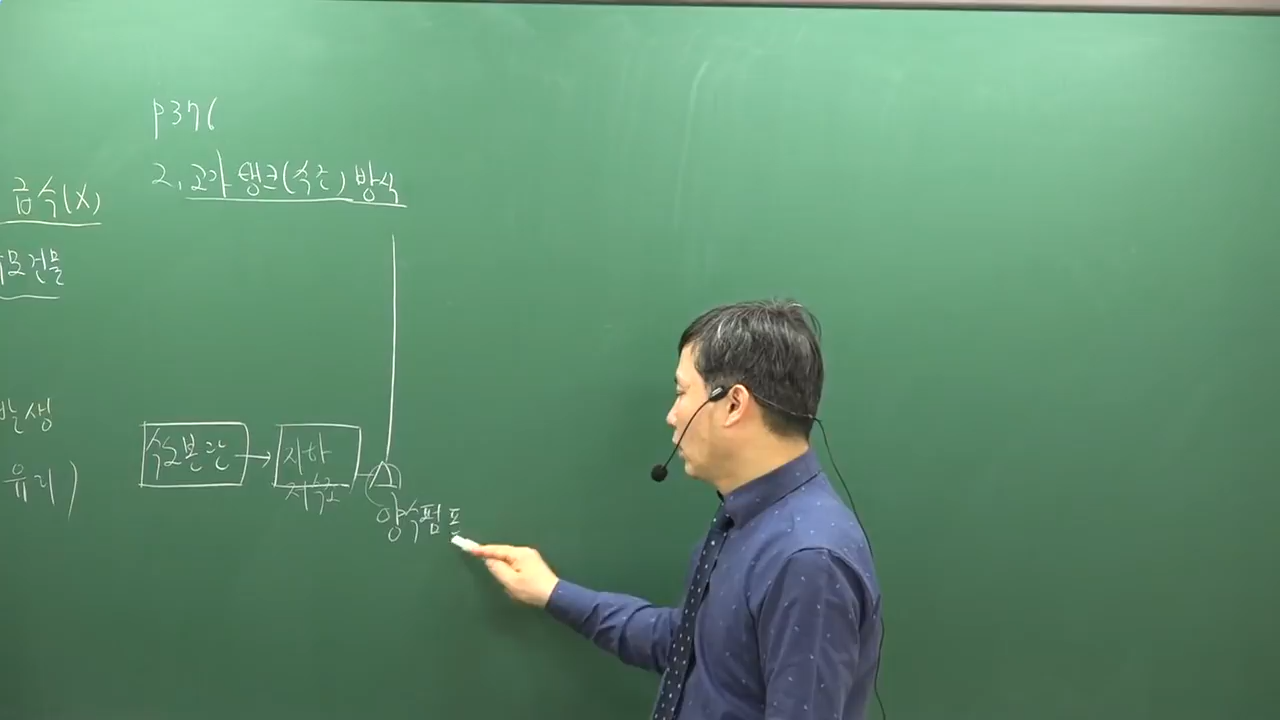 p376
2. 고가탱크(수조) 방식
급수(X)
건물
발생
유리)
수도본관
지하
저수조
양수펌프